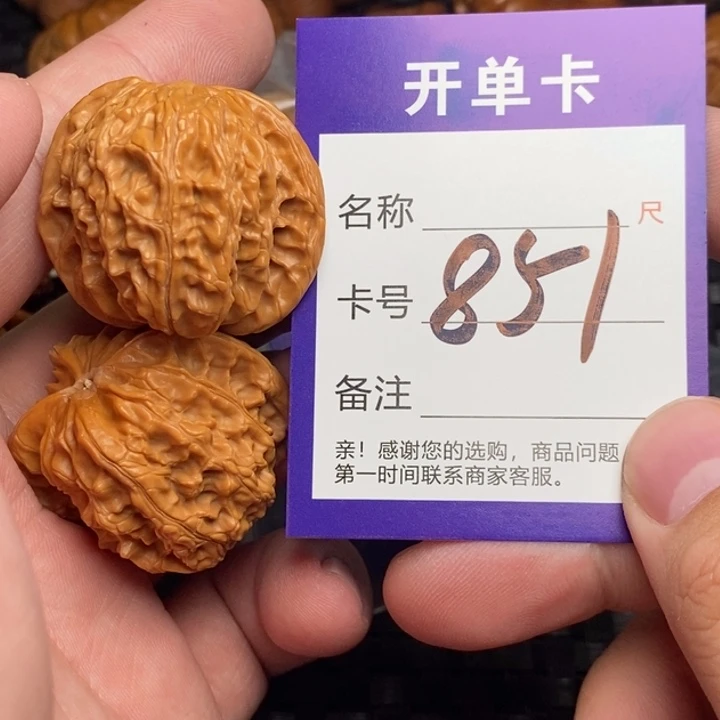 开单卡
名称 尺
卡号 851
备注
亲！感谢您的选购，商品问题
第一时间联系商家客服。